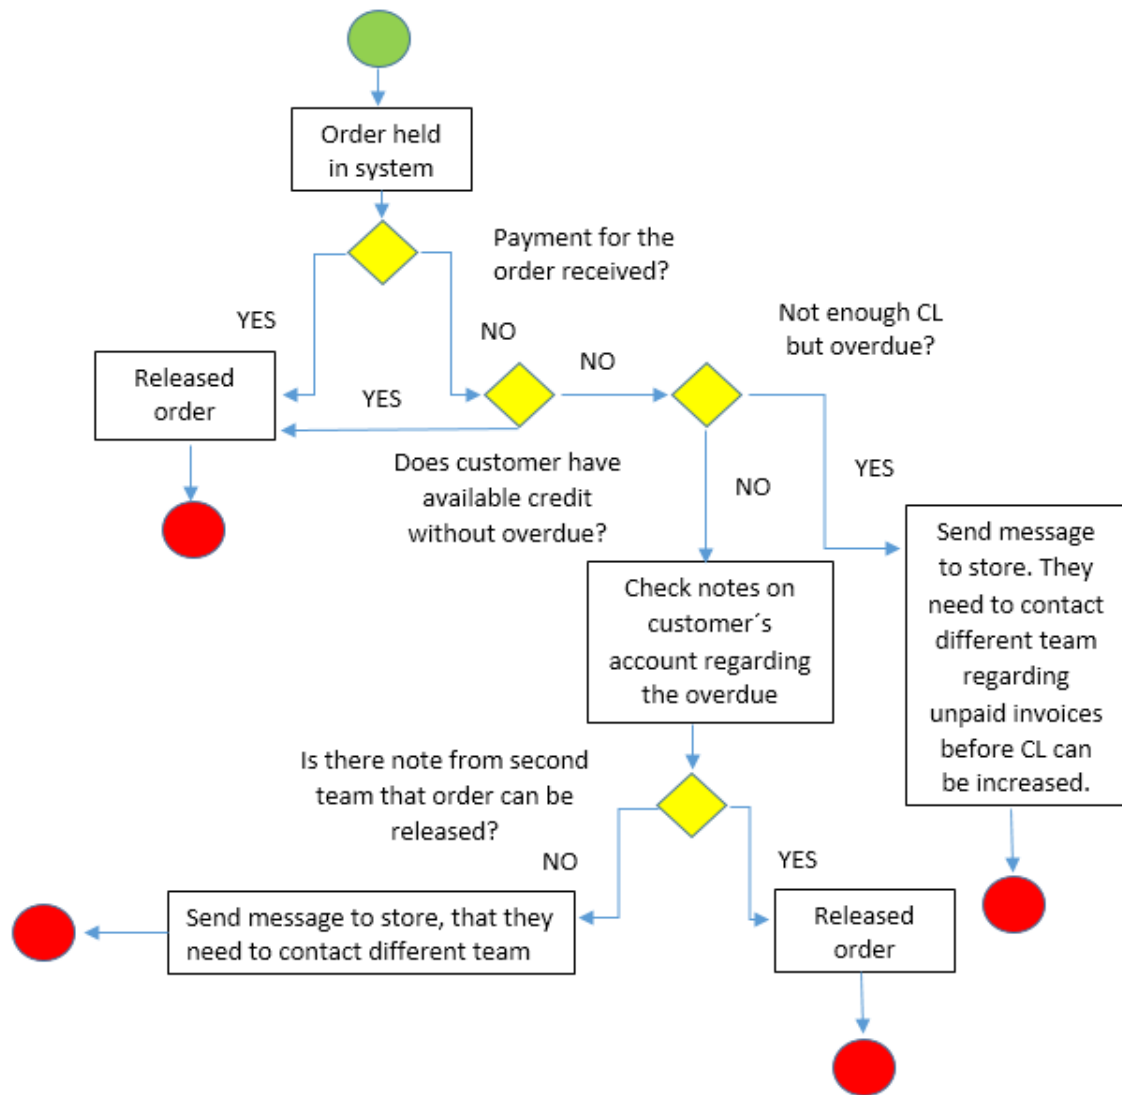 Order held
in system
Payment for the
order received?
YES
NO
Not enough CL
but overdue?
Released
order
YES
NO
Does customer have
available credit
without overdue?
NO
YES
Send message
to store. They
need to contact
different team
regarding
unpaid invoices
before CL can
be increased.
Check notes on
customer´s
account regarding
the overdue
Is there note from second
team that order can be
released?
NO
YES
Send message to store, that they
need to contact different team
Released
order